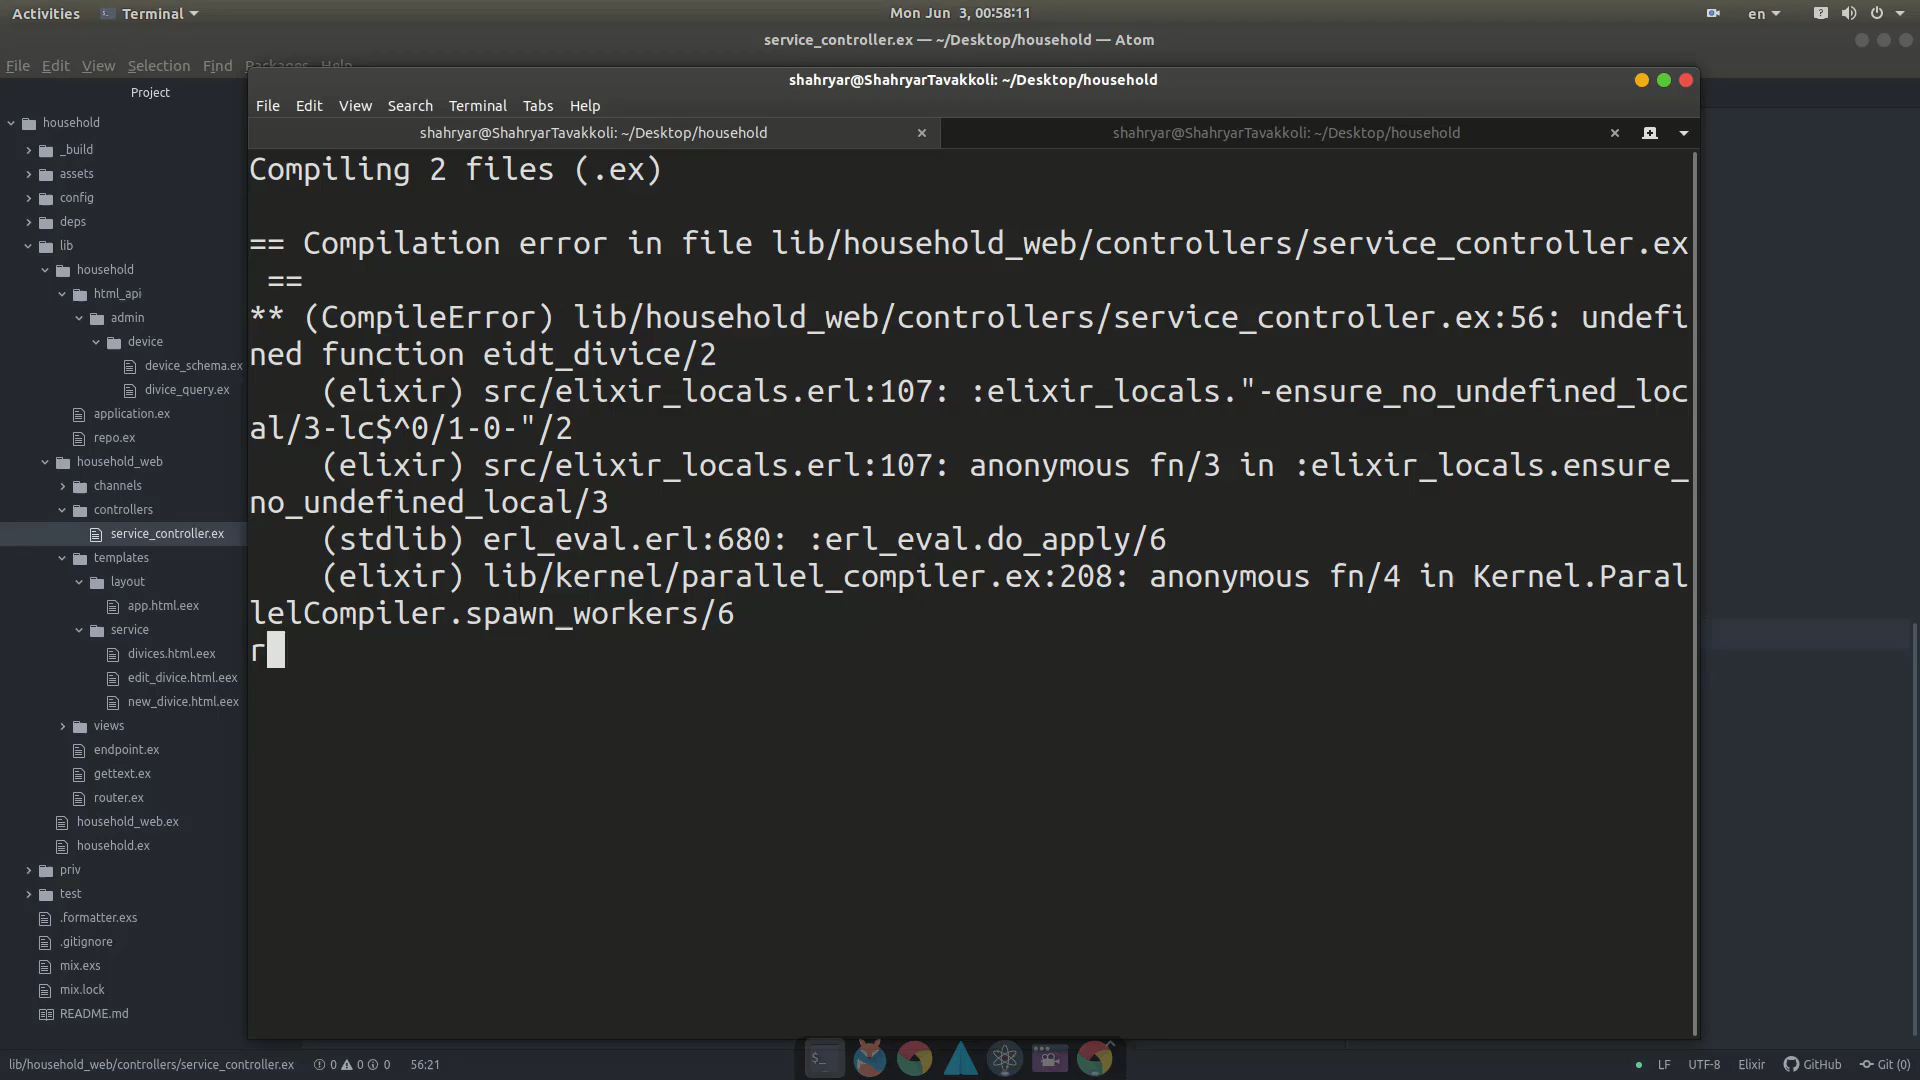 Activities
Terminal
Mon Jun 3, 00:58:11
en
service_controller.ex — ~/Desktop/household — Atom
File Edit View Selection Find Packages Help
shahryar@ShahryarTavakkoli: ~/Desktop/household
File Edit View Search Terminal Tabs Help
shahryar@ShahryarTavakkoli: ~/Desktop/household
shahryar@ShahryarTavakkoli: ~/Desktop/household
Project
household
_build
assets
config
deps
lib
household
html_api
admin
device
device_schema.ex
divice_query.ex
application.ex
repo.ex
household_web
channels
controllers
service_controller.ex
templates
layout
app.html.eex
service
divices.html.eex
edit_divice.html.eex
new_divice.html.eex
views
endpoint.ex
gettext.ex
router.ex
household_web.ex
household.ex
priv
test
.formatter.exs
.gitignore
mix.exs
mix.lock
README.md
Compiling 2 files (.ex)
== Compilation error in file lib/household_web/controllers/service_controller.ex
==
** (CompileError) lib/household_web/controllers/service_controller.ex:56: undefi
ned function eidt_divice/2
(elixir) src/elixir_locals.erl:107: :elixir_locals."-ensure_no_undefined_loc
al/3-lc$^0/1-0-"/2
(elixir) src/elixir_locals.erl:107: anonymous fn/3 in :elixir_locals.ensure_
no_undefined_local/3
(stdlib) erl_eval.erl:680: :erl_eval.do_apply/6
(elixir) lib/kernel/parallel_compiler.ex:208: anonymous fn/4 in Kernel.Paral
lelCompiler.spawn_workers/6
r
lib/household_web/controllers/service_controller.ex 0 0 0 56:21
LF UTF-8 Elixir GitHub Git (0)